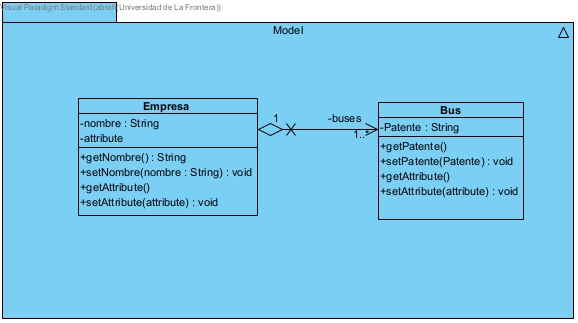 Visual Paradigm Standard(abrah(Universidad de La Frontera))
Model
Empresa
-nombre : String
-attribute
+getNombre() : String
+setNombre(nombre : String) : void
+getAttribute()
+setAttribute(attribute) : void
1
-buses
1..*
Bus
-Patente : String
+getPatente()
+setPatente(Patente) : void
+getAttribute()
+setAttribute(attribute) : void